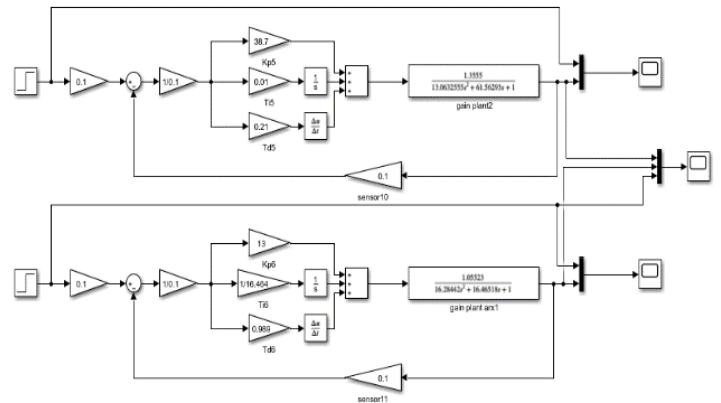 38.7
Kp5
0.1
1/0.1
0.01
Ti5
1
s
+
+
+
1.3555
13.0632555s² + 61.56293s + 1
gain plant2
0.21
Td5
Δu
Δt
0.1
sensor10
13
Kp6
0.1
1/0.1
1/16.464
Ti6
1
s
+
+
+
1.05523
16.28442s² + 16.46518s + 1
gain plant arx1
0.989
Td6
Δu
Δt
0.1
sensor11